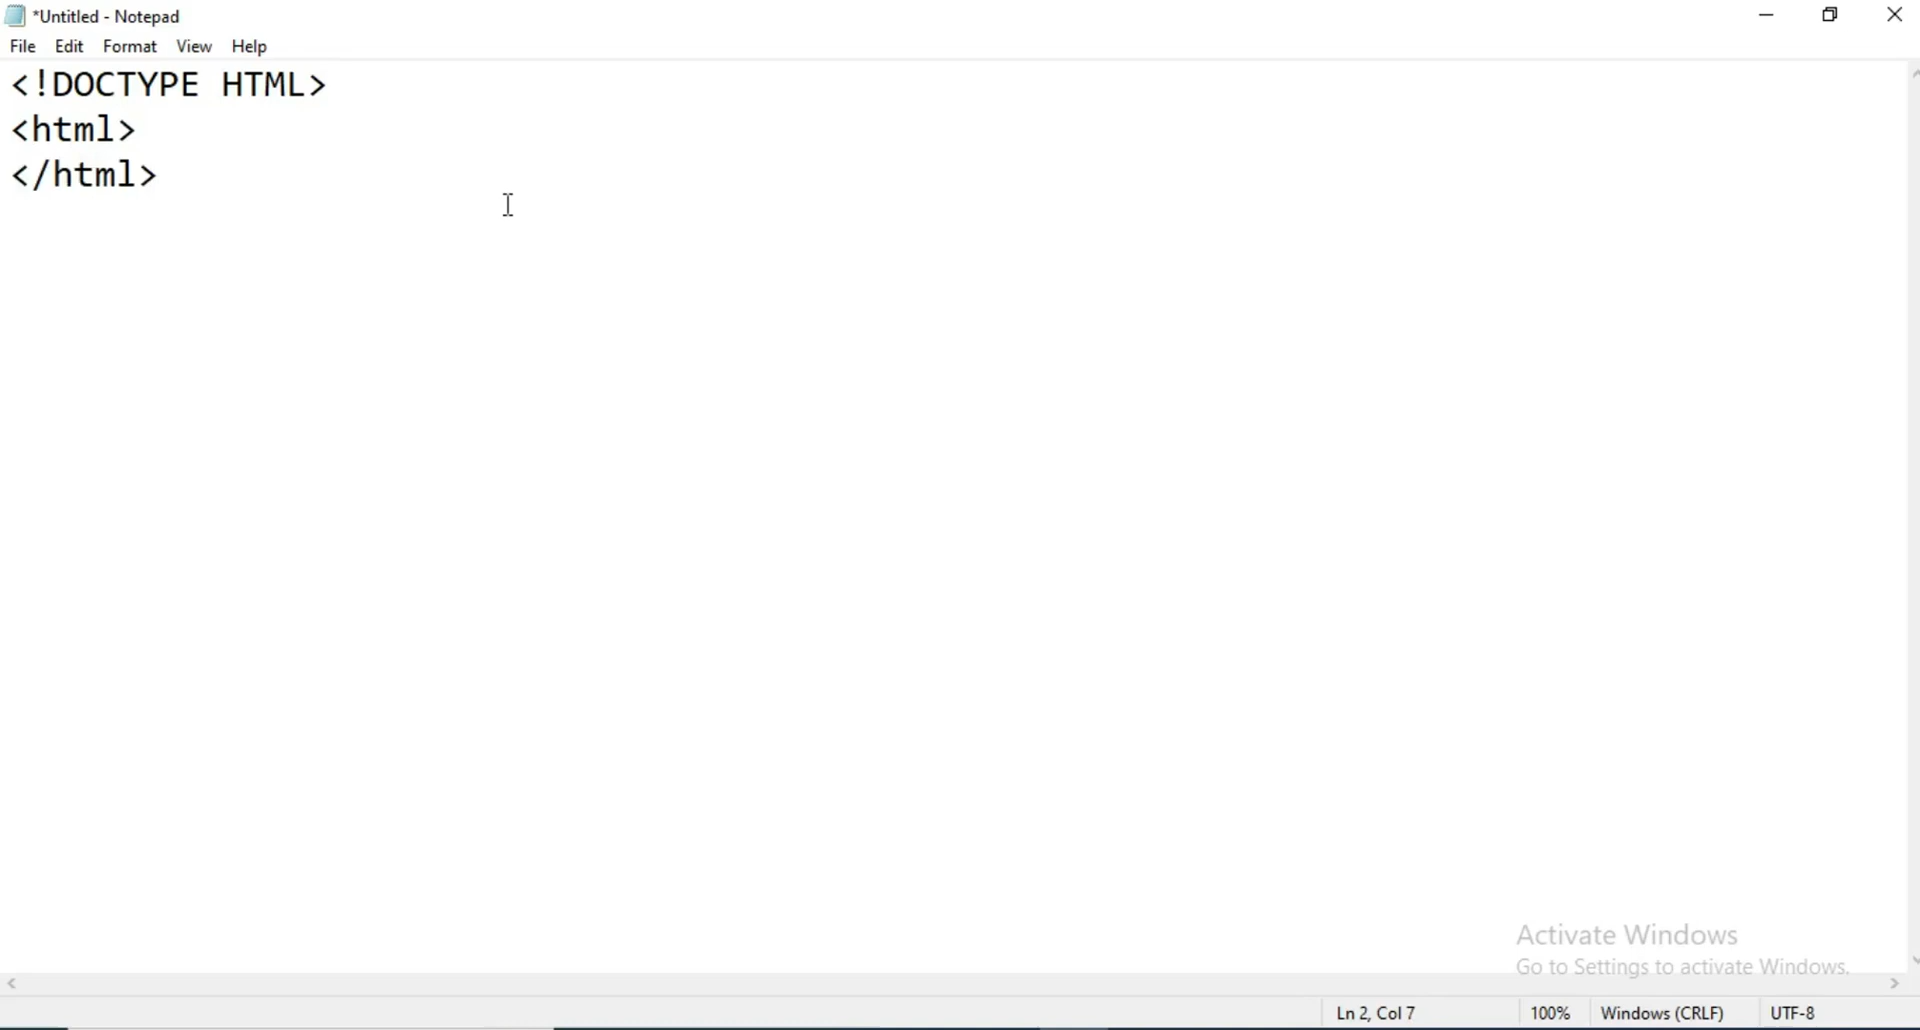 *Untitled - Notepad
File Edit Format View Help
<!DOCTYPE HTML>
<html>
</html>
Activate Windows
Go to Settings to activate Windows.
Ln 2, Col 7 100% Windows (CRLF) UTF-8